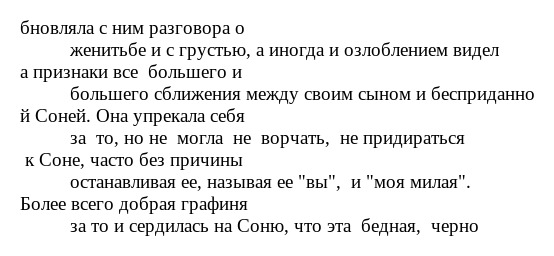 бновляла с ним разговора о
женитьбе и с грустью, а иногда и озлоблением видел
а признаки все  большего и
большего сближения между своим сыном и бесприданно
й Соней. Она упрекала себя
за  то, но не  могла  не  ворчать,  не придираться
к Соне, часто без причины
останавливая ее, называя ее "вы",  и "моя милая".
Более всего добрая графиня
за то и сердилась на Соню, что эта  бедная,  черно